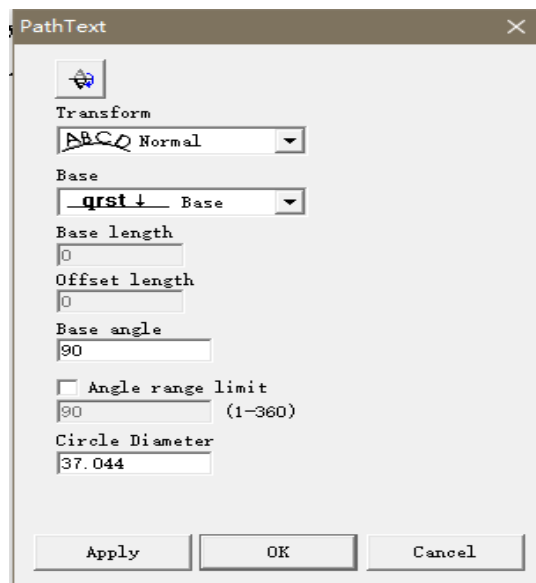 PathText
Transform
ABCD Normal
Base
qrst ↓ Base
Base length
0
Offset length
0
Base angle
90
Angle range limit
90 (1-360)
Circle Diameter
37.044
Apply OK Cancel